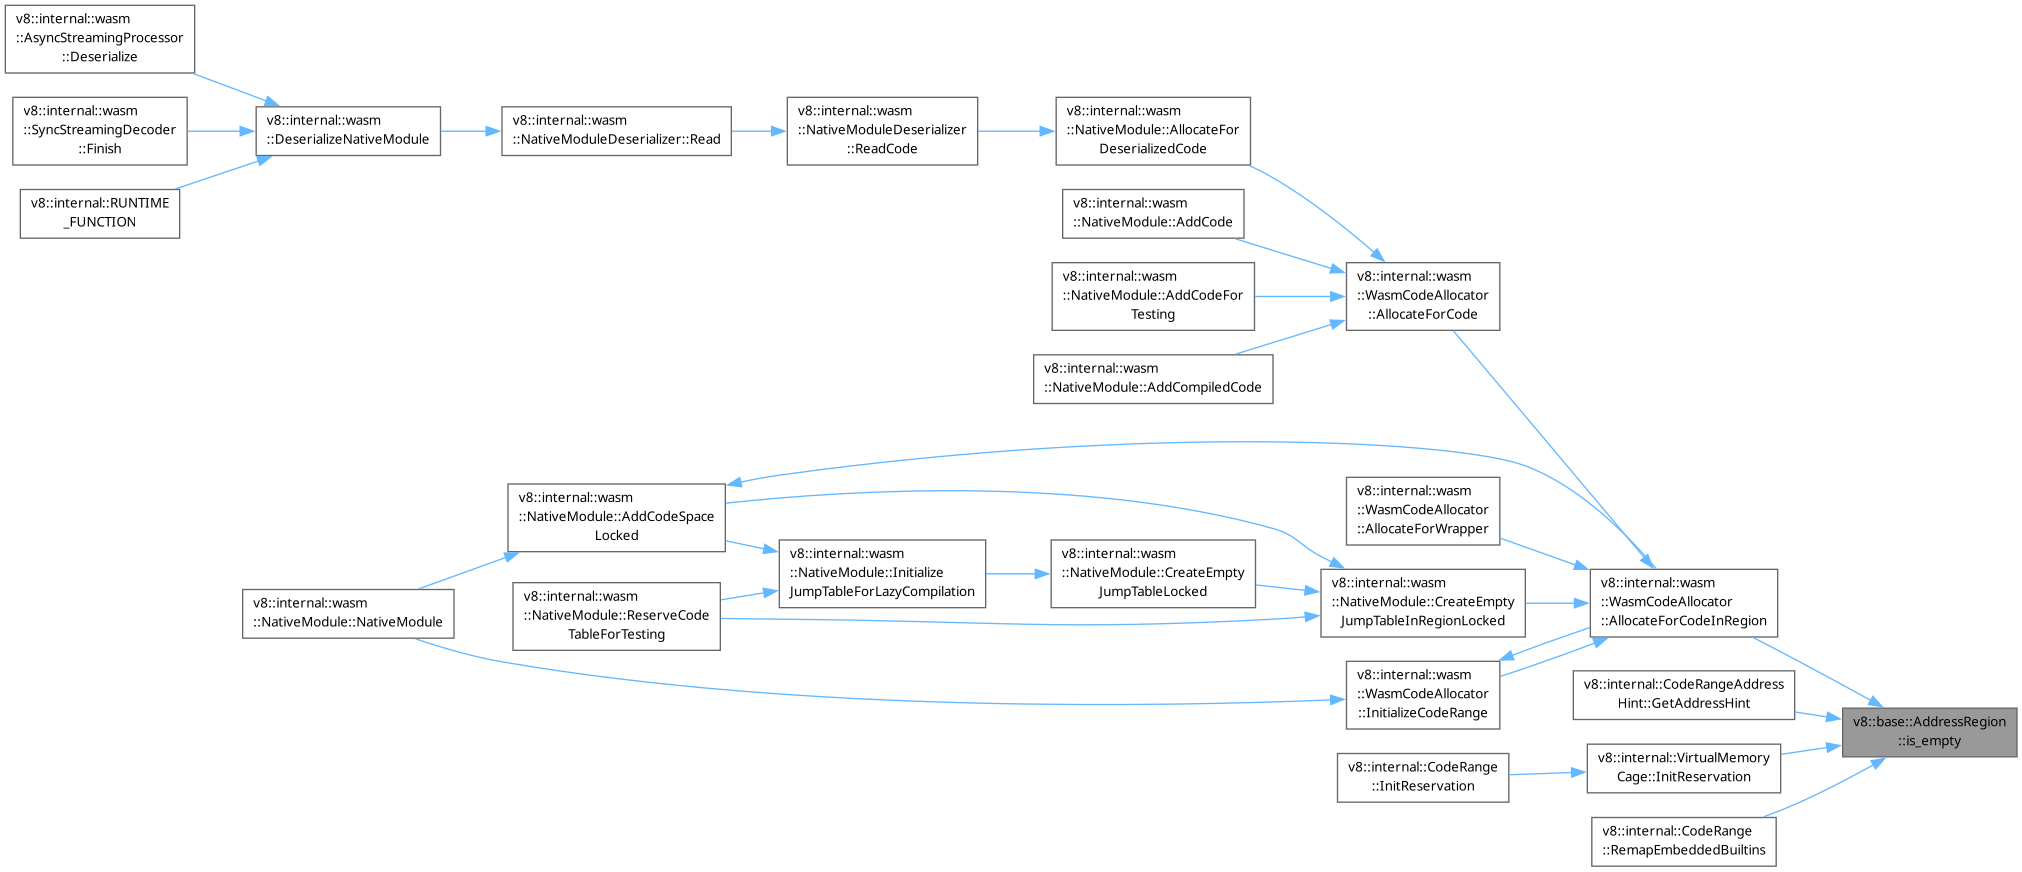 v8::internal::wasm
::AsyncStreamingProcessor
::Deserialize
v8::internal::wasm
::SyncStreamingDecoder
::Finish
v8::internal::RUNTIME
_FUNCTION
v8::internal::wasm
::DeserializeNativeModule
v8::internal::wasm
::NativeModuleDeserializer::Read
v8::internal::wasm
::NativeModuleDeserializer
::ReadCode
v8::internal::wasm
::NativeModule::AllocateFor
DeserializedCode
v8::internal::wasm
::NativeModule::AddCode
v8::internal::wasm
::NativeModule::AddCodeFor
Testing
v8::internal::wasm
::NativeModule::AddCompiledCode
v8::internal::wasm
::WasmCodeAllocator
::AllocateForCode
v8::internal::wasm
::NativeModule::AddCodeSpace
Locked
v8::internal::wasm
::NativeModule::NativeModule
v8::internal::wasm
::NativeModule::ReserveCode
TableForTesting
v8::internal::wasm
::NativeModule::Initialize
JumpTableForLazyCompilation
v8::internal::wasm
::NativeModule::CreateEmpty
JumpTableLocked
v8::internal::wasm
::WasmCodeAllocator
::AllocateForWrapper
v8::internal::wasm
::NativeModule::CreateEmpty
JumpTableInRegionLocked
v8::internal::wasm
::WasmCodeAllocator
::InitializeCodeRange
v8::internal::CodeRange
::InitReservation
v8::internal::wasm
::WasmCodeAllocator
::AllocateForCodeInRegion
v8::internal::CodeRangeAddress
Hint::GetAddressHint
v8::internal::VirtualMemory
Cage::InitReservation
v8::internal::CodeRange
::RemapEmbeddedBuiltins
v8::base::AddressRegion
::is_empty